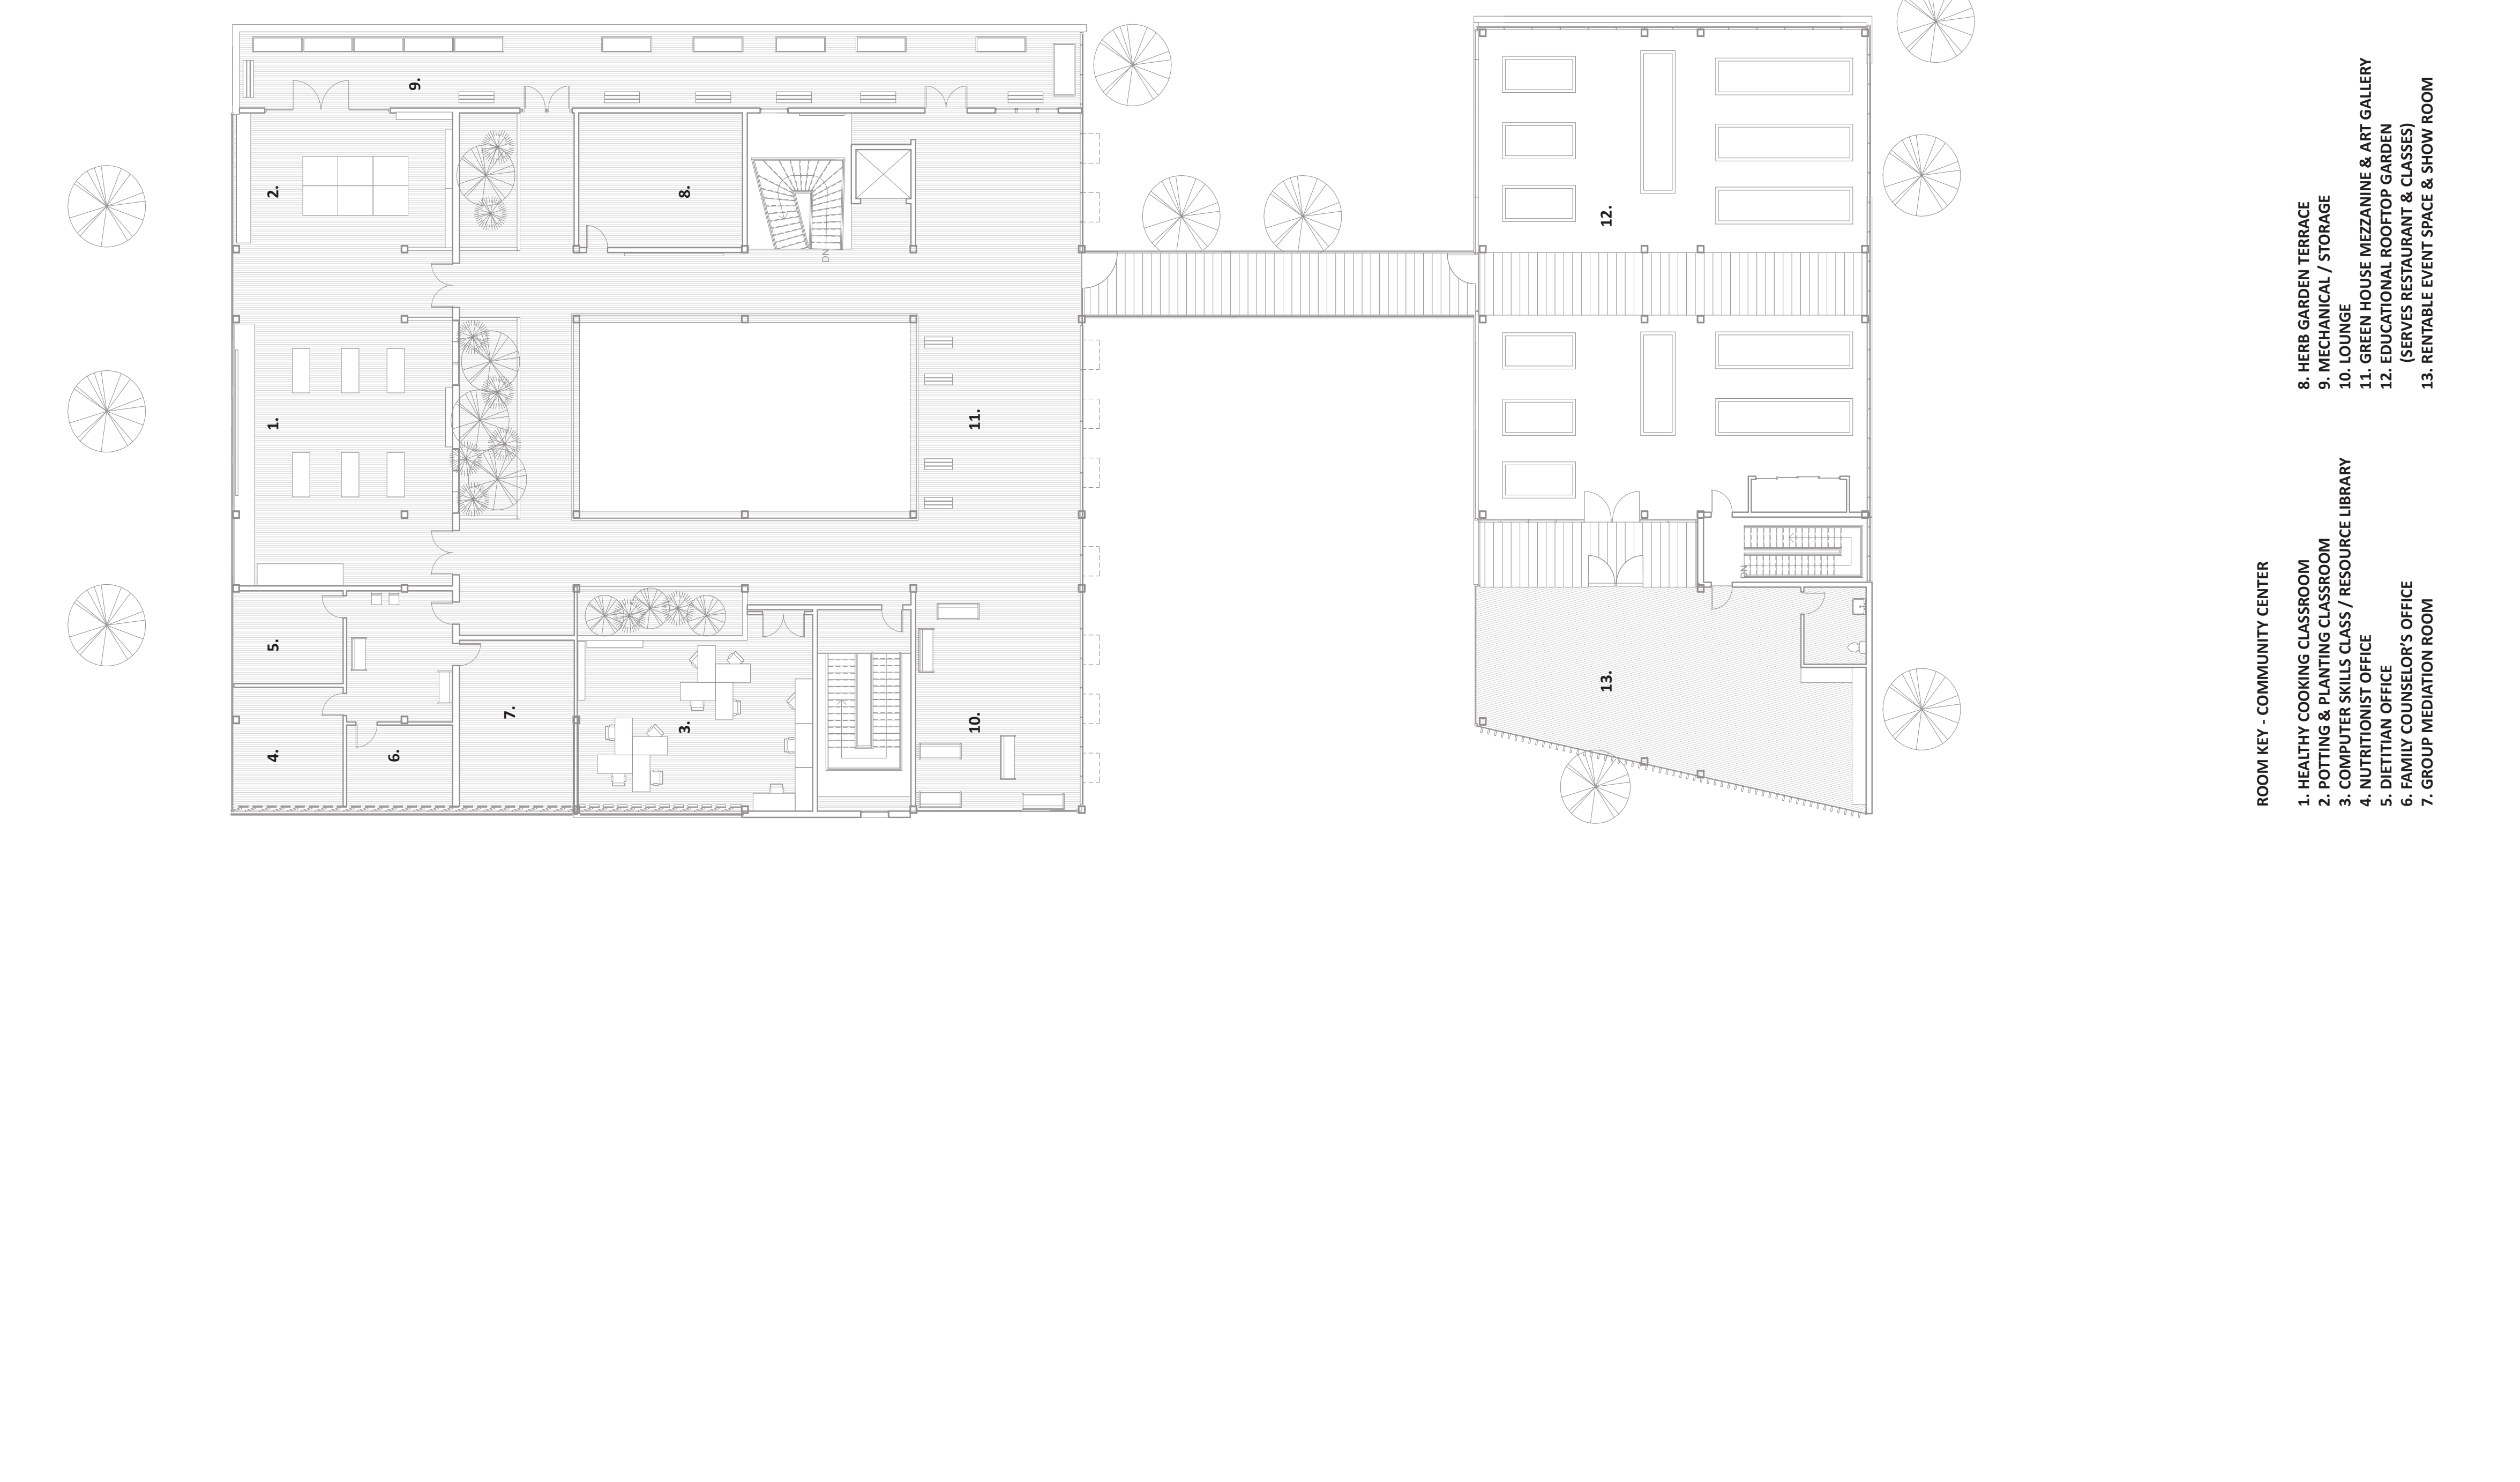 9.
2.
8.
12.
1.
11.
DN
5.
7.
3.
10.
4.
6.
13.
DN
ROOM KEY - COMMUNITY CENTER
1. HEALTHY COOKING CLASSROOM
2. POTTING & PLANTING CLASSROOM
3. COMPUTER SKILLS CLASS / RESOURCE LIBRARY
4. NUTRITIONIST OFFICE
5. DIETITIAN OFFICE
6. FAMILY COUNSELOR'S OFFICE
7. GROUP MEDIATION ROOM
8. HERB GARDEN TERRACE
9. MECHANICAL / STORAGE
10. LOUNGE
11. GREEN HOUSE MEZZANINE & ART GALLERY
12. EDUCATIONAL ROOFTOP GARDEN
(SERVES RESTAURANT & CLASSES)
13. RENTABLE EVENT SPACE & SHOW ROOM